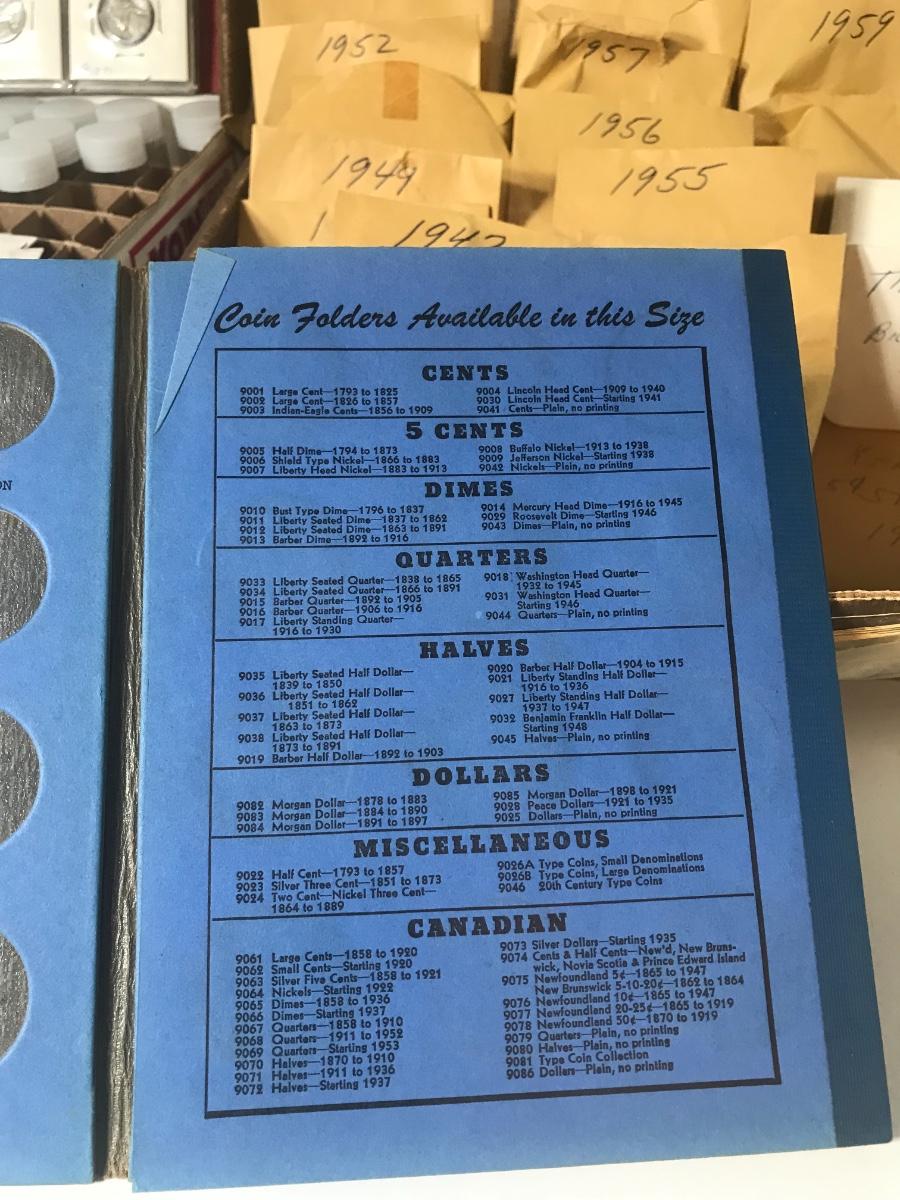 1952
1957
1959
1956
1949
1955
1947
ON
Coin Folders Available in this Size
CENTS
9001 Large Cent—1793 to 1825
9002 Large Cent—1826 to 1857
9003 Indian-Eagle Cents—1856 to 1909
9004 Lincoln Head Cent—1909 to 1940
9030 Lincoln Head Cent—Starting 1941
9041 Cents—Plain, no printing
5 CENTS
9005 Half Dime—1794 to 1873
9006 Shield Type Nickel—1866 to 1883
9007 Liberty Head Nickel—1883 to 1913
9008 Buffalo Nickel—1913 to 1938
9009 Jefferson Nickel—Starting 1938
9042 Nickels—Plain, no printing
DIMES
9010 Bust Type Dime—1796 to 1837
9011 Liberty Seated Dime—1837 to 1862
9012 Liberty Seated Dime—1863 to 1891
9013 Barber Dime—1892 to 1916
9014 Mercury Head Dime—1916 to 1945
9029 Roosevelt Dime—Starting 1946
9043 Dimes—Plain, no printing
QUARTERS
9033 Liberty Seated Quarter—1838 to 1865
9034 Liberty Seated Quarter—1866 to 1891
9015 Barber Quarter—1892 to 1905
9016 Barber Quarter—1906 to 1916
9017 Liberty Standing Quarter—
1916 to 1930
9018 Washington Head Quarter—
1932 to 1945
9031 Washington Head Quarter—
Starting 1946
9044 Quarters—Plain, no printing
HALVES
9035 Liberty Seated Half Dollar—
1839 to 1850
9036 Liberty Seated Half Dollar—
1851 to 1862
9037 Liberty Seated Half Dollar—
1863 to 1873
9038 Liberty Seated Half Dollar—
1873 to 1891
9019 Barber Half Dollar—1892 to 1903
9020 Barber Half Dollar—1904 to 1915
9021 Liberty Standing Half Dollar—
1916 to 1936
9027 Liberty Standing Half Dollar—
1937 to 1947
9032 Benjamin Franklin Half Dollar—
Starting 1948
9045 Halves—Plain, no printing
DOLLARS
9082 Morgan Dollar—1878 to 1883
9083 Morgan Dollar—1884 to 1890
9084 Morgan Dollar—1891 to 1897
9085 Morgan Dollar—1898 to 1921
9028 Peace Dollars—1921 to 1935
9025 Dollars—Plain, no printing
MISCELLANEOUS
9022 Half Cent—1793 to 1857
9023 Silver Three Cent—1851 to 1873
9024 Two Cent—Nickel Three Cent—
1864 to 1889
9026A Type Coins, Small Denominations
9026B Type Coins, Large Denominations
9046 20th Century Type Coins
CANADIAN
9061 Large Cents—1858 to 1920
9062 Small Cents—Starting 1920
9063 Silver Five Cents—1858 to 1921
9064 Nickels—Starting 1922
9065 Dimes—1858 to 1936
9066 Dimes—Starting 1937
9067 Quarters—1858 to 1910
9068 Quarters—1911 to 1952
9069 Quarters—Starting 1953
9070 Halves—1870 to 1910
9071 Halves—1911 to 1936
9072 Halves—Starting 1937
9073 Silver Dollars—Starting 1935
9074 Cents & Half Cents—New'd, New Bruns-
wick, Novia Scotia & Prince Edward Island
9075 Newfoundland 5¢—1865 to 1947
New Brunswick 5-10-20¢—1862 to 1864
9076 Newfoundland 10¢—1865 to 1947
9077 Newfoundland 20-25¢—1865 to 1919
9078 Newfoundland 50¢—1870 to 1919
9079 Quarters—Plain, no printing
9080 Halves—Plain, no printing
9081 Type Coin Collection
9086 Dollars—Plain, no printing